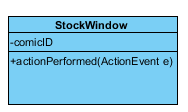 StockWindow
-comicID
+actionPerformed(ActionEvent e)